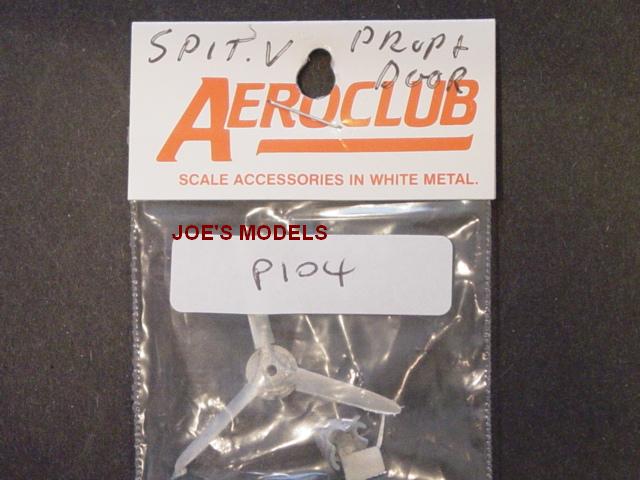 SPIT.V PROP &
DOOR
AEROCLUB
SCALE ACCESSORIES IN WHITE METAL.
JOE'S MODELS
P104